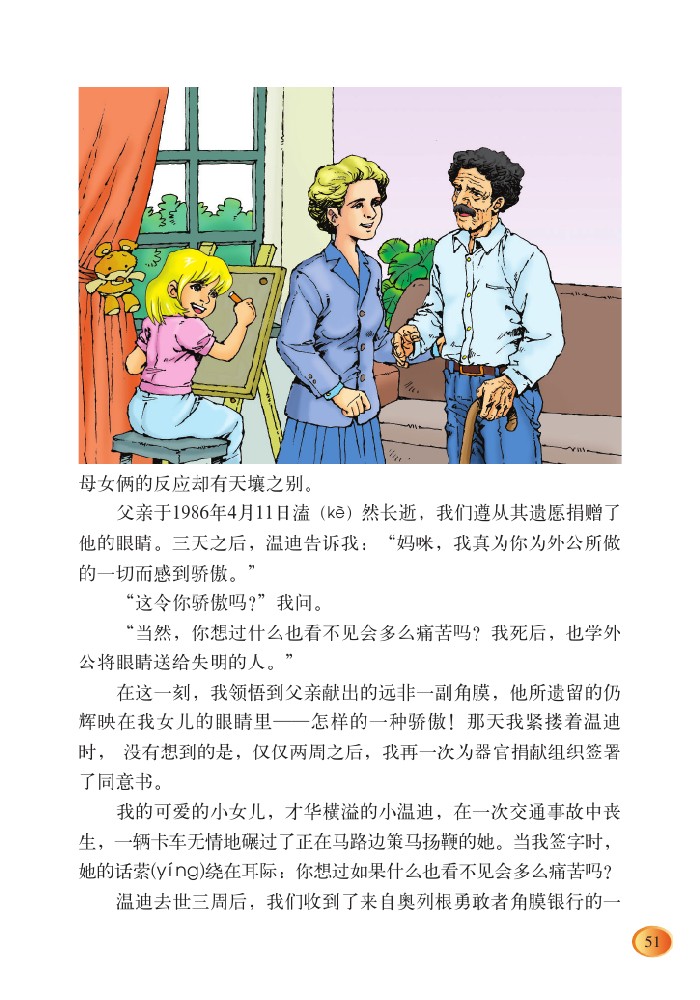 母女俩的反应却有天壤之别。
父亲于1986年4月11日溘（kè）然长逝，我们遵从其遗愿捐赠了
他的眼睛。三天之后，温迪告诉我：“妈咪，我真为你为外公所做
的一切而感到骄傲。”
“这令你骄傲吗？”我问。
“当然，你想过什么也看不见会多么痛苦吗？我死后，也学外
公将眼睛送给失明的人。”
在这一刻，我领悟到父亲献出的远非一副角膜，他所遗留的仍
辉映在我女儿的眼睛里——怎样的一种骄傲！那天我紧搂着温迪
时， 没有想到的是，仅仅两周之后，我再一次为器官捐献组织签署
了同意书。
我的可爱的小女儿，才华横溢的小温迪，在一次交通事故中丧
生，一辆卡车无情地碾过了正在马路边策马扬鞭的她。当我签字时，
她的话萦(yíng)绕在耳际：你想过如果什么也看不见会多么痛苦吗？
温迪去世三周后，我们收到了来自奥列根勇敢者角膜银行的一
51